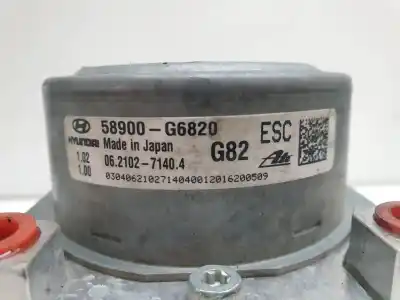 58900-G6820 ESC
HYUNDAI Made in Japan
1,02 06.2102-7140.4 G82 Ate
1,00
0304062102714040012016200509